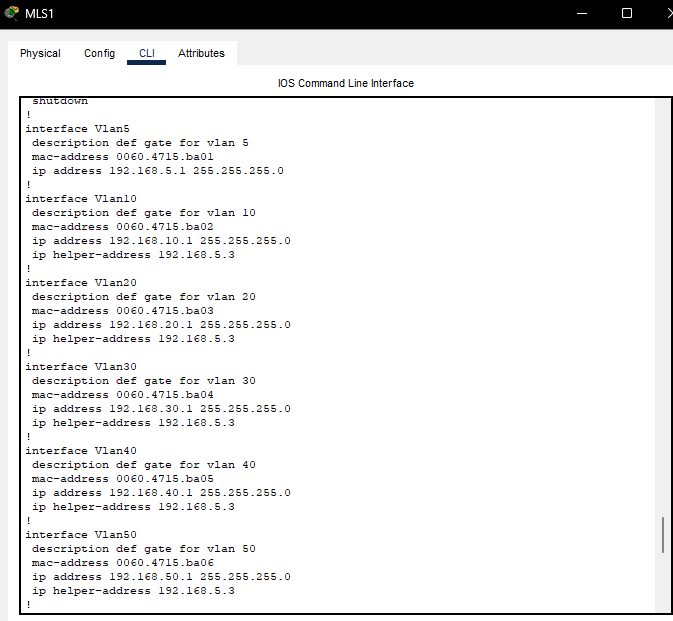 MLS1
Physical Config CLI Attributes
IOS Command Line Interface
shutdown
!
interface Vlan5
description def gate for vlan 5
mac-address 0060.4715.ba01
ip address 192.168.5.1 255.255.255.0
!
interface Vlan10
description def gate for vlan 10
mac-address 0060.4715.ba02
ip address 192.168.10.1 255.255.255.0
ip helper-address 192.168.5.3
!
interface Vlan20
description def gate for vlan 20
mac-address 0060.4715.ba03
ip address 192.168.20.1 255.255.255.0
ip helper-address 192.168.5.3
!
interface Vlan30
description def gate for vlan 30
mac-address 0060.4715.ba04
ip address 192.168.30.1 255.255.255.0
ip helper-address 192.168.5.3
!
interface Vlan40
description def gate for vlan 40
mac-address 0060.4715.ba05
ip address 192.168.40.1 255.255.255.0
ip helper-address 192.168.5.3
!
interface Vlan50
description def gate for vlan 50
mac-address 0060.4715.ba06
ip address 192.168.50.1 255.255.255.0
ip helper-address 192.168.5.3
!